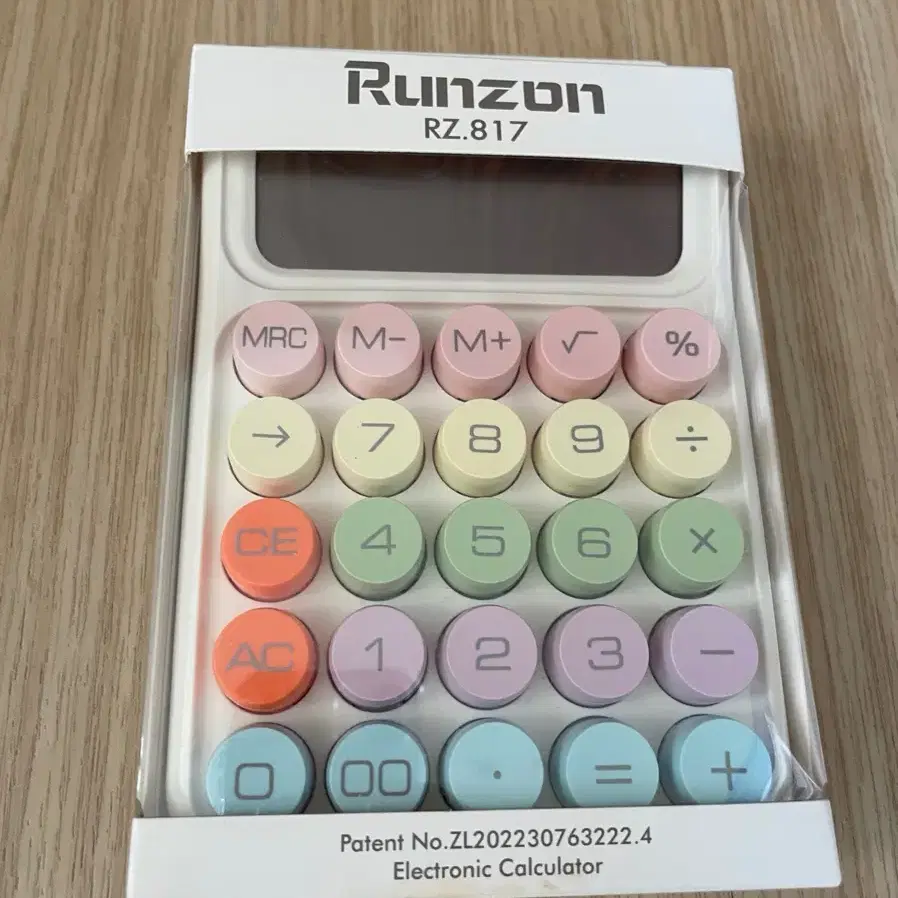 Runzon
RZ.817
MRC M- M+ √ %
→ 7 8 9 ÷
CE 4 5 6 ×
AC 1 2 3 −
0 00 . = +
Patent No.ZL202230763222.4
Electronic Calculator